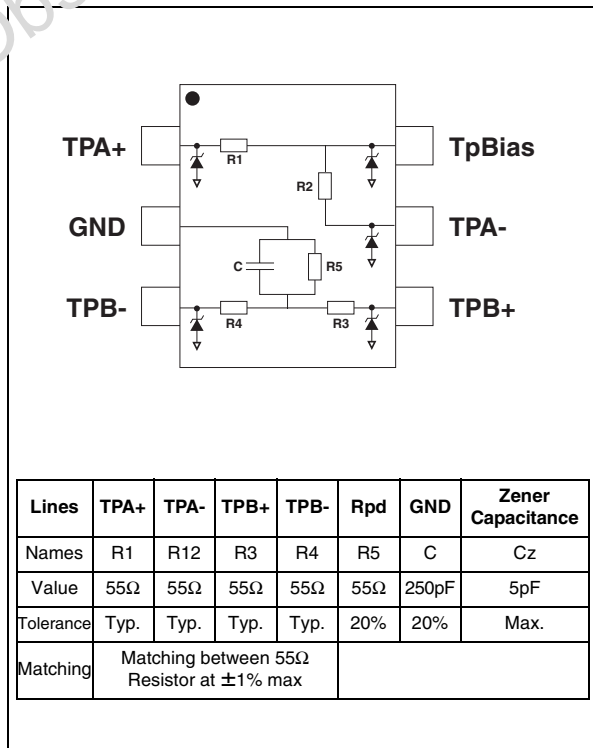 TPA+ R1 TpBias
R2
GND TPA-
C R5
TPB- R4 R3 TPB+
Lines TPA+ TPA- TPB+ TPB- Rpd GND Zener Capacitance
Names R1 R12 R3 R4 R5 C Cz
Value 55Ω 55Ω 55Ω 55Ω 55Ω 250pF 5pF
Tolerance Typ. Typ. Typ. Typ. 20% 20% Max.
Matching Matching between 55Ω
Resistor at ±1% max